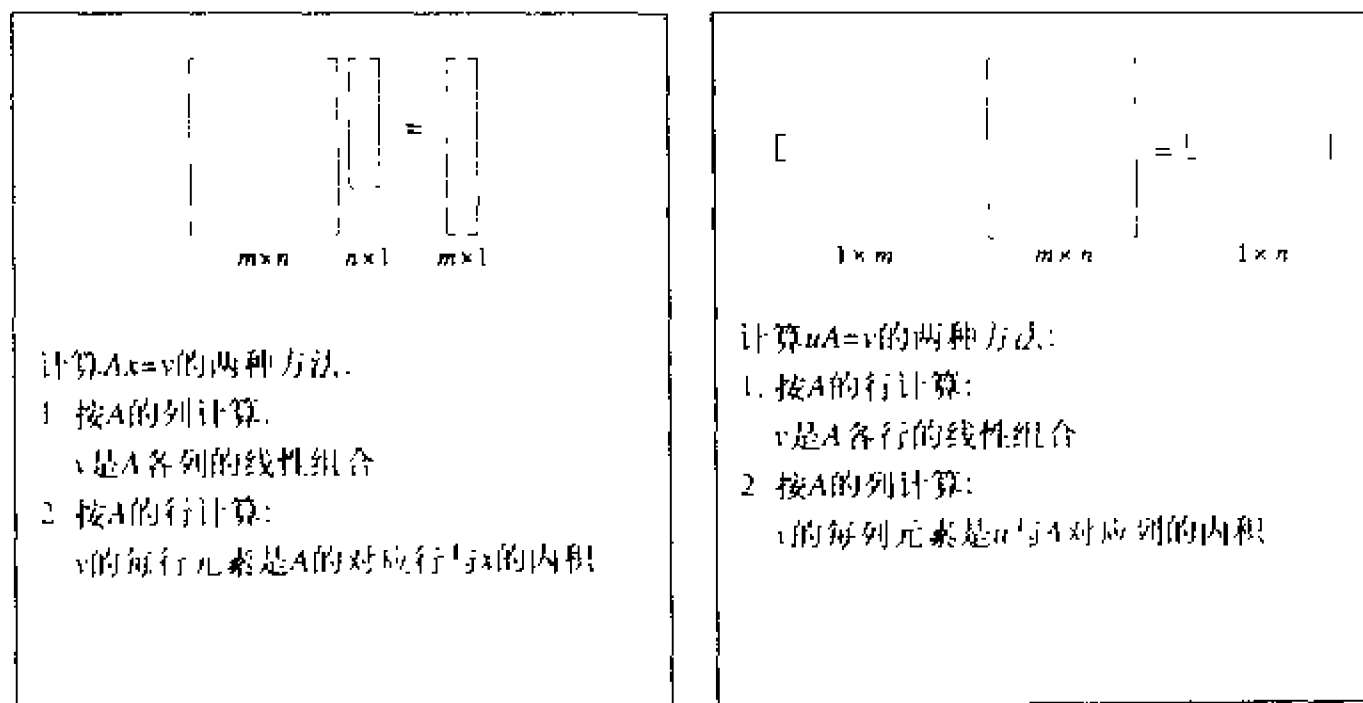 =
m×n n×1 m×1
计算Ax=v的两种方法:
1 按A的列计算:
v是A各列的线性组合
2 按A的行计算:
v的每行元素是A的对应行与x的内积
=
1×m m×n 1×n
计算uA=v的两种方法:
1. 按A的行计算:
v是A各行的线性组合
2 按A的列计算:
v的每列元素是u与A对应列的内积